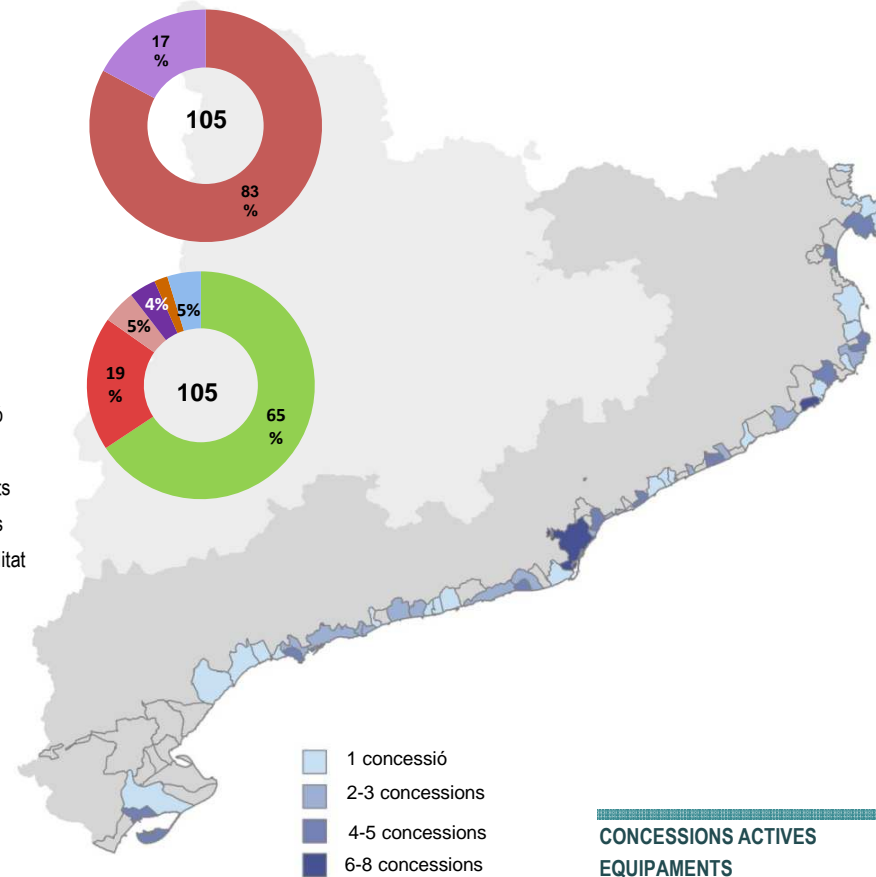 17
%
105
83
%
4%
5%
5%
19
%
105
65
%
itat
1 concessió
2-3 concessions
4-5 concessions
6-8 concessions
CONCESSIONS ACTIVES
EQUIPAMENTS